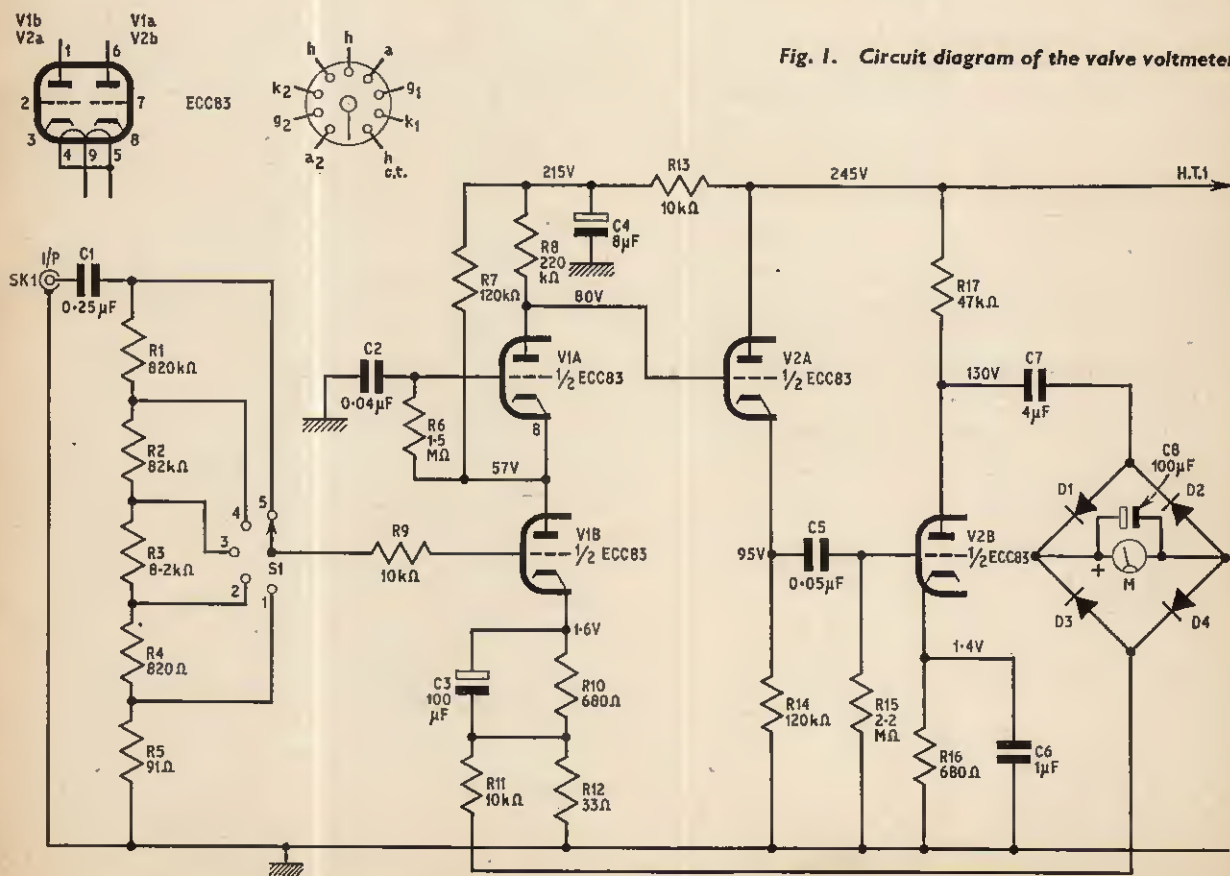 Fig. 1. Circuit diagram of the valve voltmeter
V1b
V2a
V1a
V2b
1
6
2
7
3
8
4
9
5
ECC83
h
h
a
k2
g1
g2
k1
a2
h
c.t.
215V
R13
10kΩ
245V
H.T.1
I/P
SK1
C1
0·25µF
R1
820kΩ
R2
82kΩ
R3
8·2kΩ
R4
820Ω
R5
91Ω
4
5
3
2
1
S1
R7
120kΩ
R8
220
kΩ
C4
8µF
80V
C2
0·04µF
R6
1·5
MΩ
V1A
1/2 ECC83
8
57V
R9
10kΩ
V1B
1/2 ECC83
1·6V
C3
100
µF
R10
680Ω
R11
10kΩ
R12
33Ω
V2A
1/2 ECC83
95V
C5
0·05µF
R14
120kΩ
R15
2·2
MΩ
R17
47kΩ
130V
C7
4µF
V2B
1/2 ECC83
1·4V
R16
680Ω
C6
1µF
C8
100µF
D1
D2
+
M
D3
D4